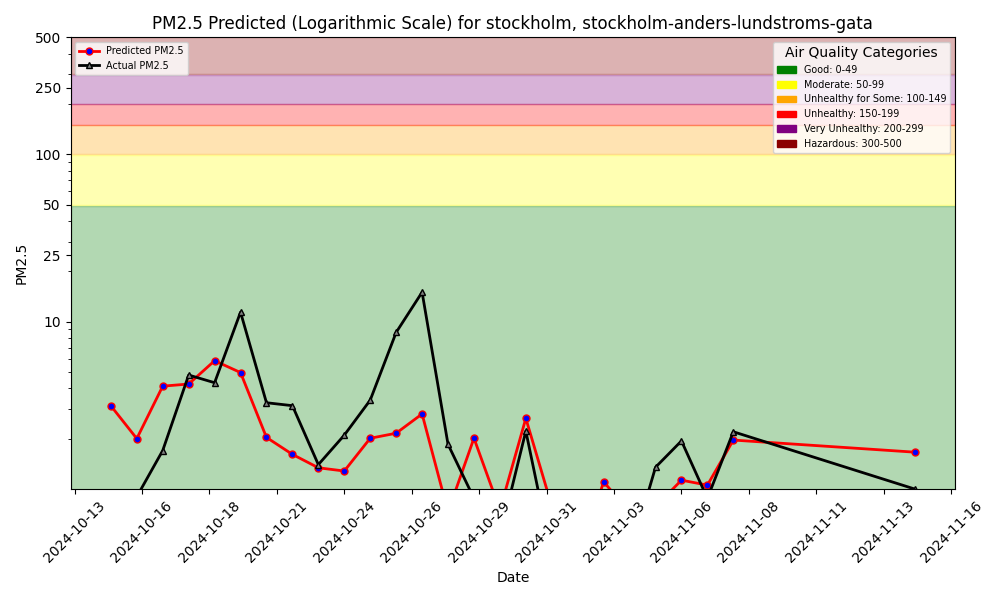 PM2.5 Predicted (Logarithmic Scale) for stockholm, stockholm-anders-lundstroms-gata
Predicted PM2.5
Actual PM2.5
Air Quality Categories
Good: 0-49
Moderate: 50-99
Unhealthy for Some: 100-149
Unhealthy: 150-199
Very Unhealthy: 200-299
Hazardous: 300-500
PM2.5
500
250
100
50
25
10
2024-10-13
2024-10-16
2024-10-18
2024-10-21
2024-10-24
2024-10-26
2024-10-29
2024-10-31
2024-11-03
2024-11-06
2024-11-08
2024-11-11
2024-11-13
2024-11-16
Date